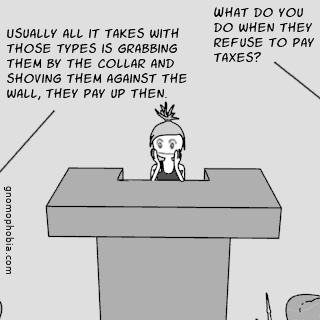 WHAT DO YOU
DO WHEN THEY
REFUSE TO PAY
TAXES?
USUALLY ALL IT TAKES WITH
THOSE TYPES IS GRABBING
THEM BY THE COLLAR AND
SHOVING THEM AGAINST THE
WALL, THEY PAY UP THEN.
gnomophobia.com